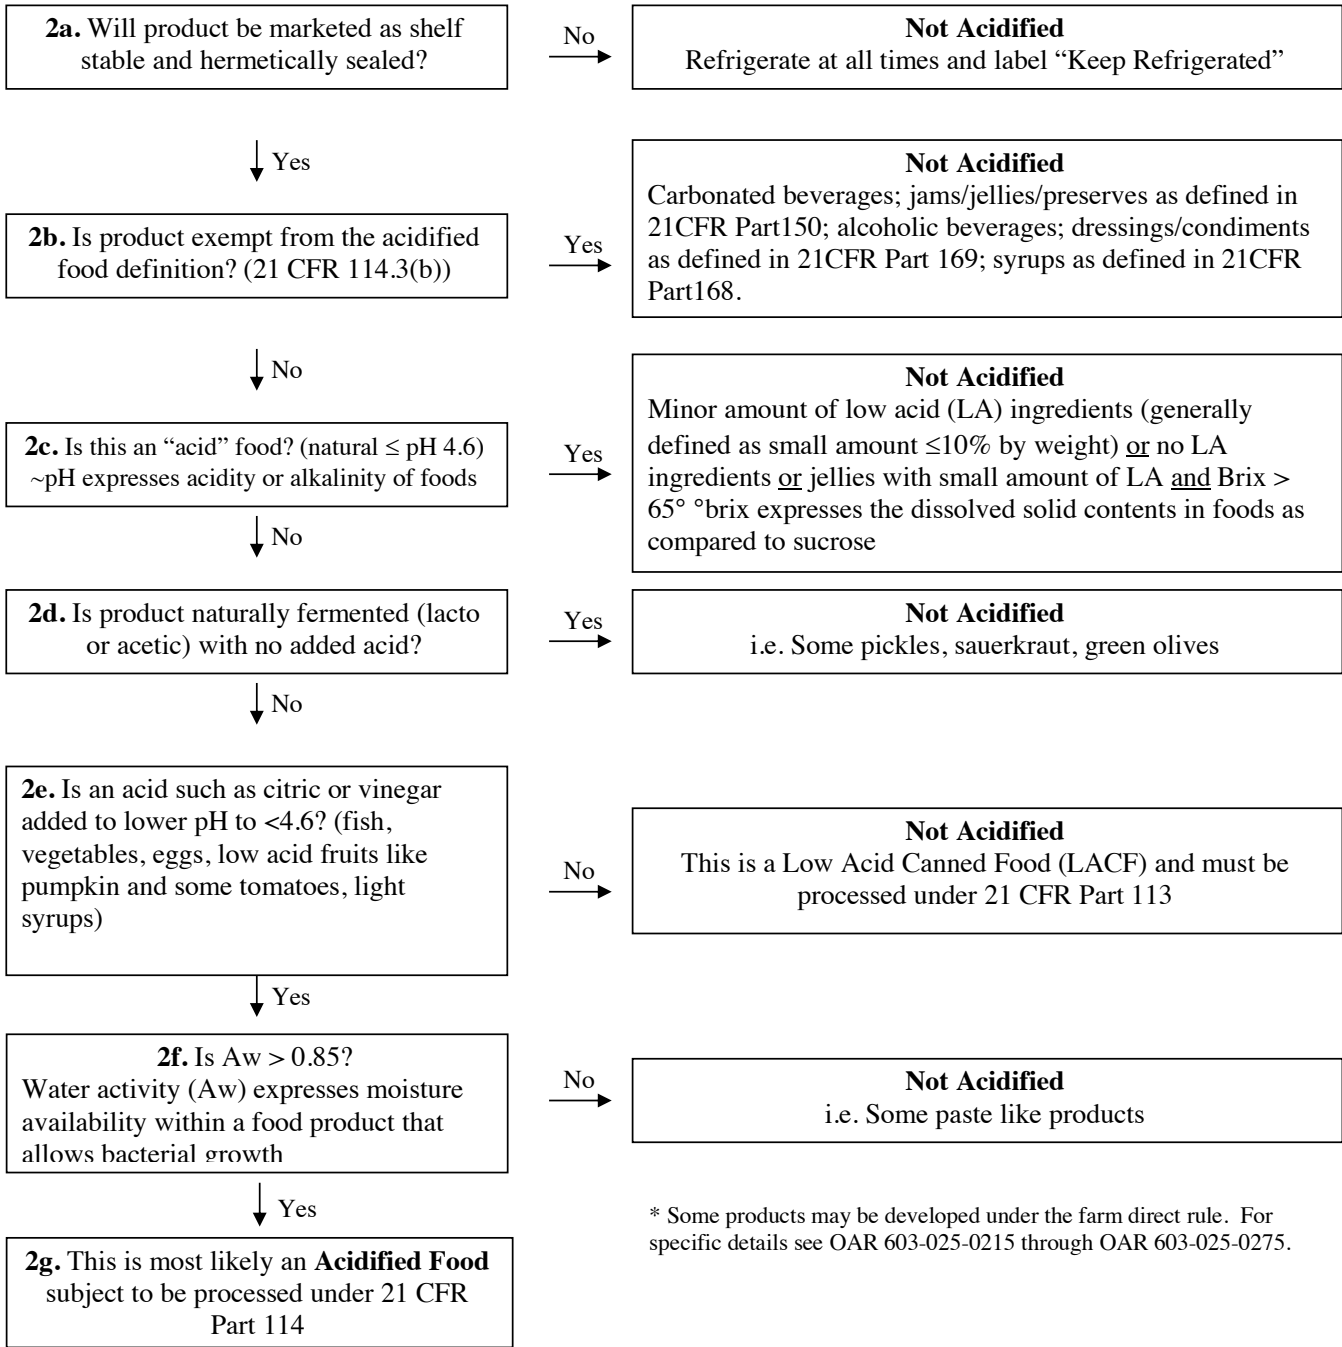 2a. Will product be marketed as shelf
stable and hermetically sealed?
No
Not Acidified
Refrigerate at all times and label “Keep Refrigerated”
Yes
2b. Is product exempt from the acidified
food definition? (21 CFR 114.3(b))
Yes
Not Acidified
Carbonated beverages; jams/jellies/preserves as defined in
21CFR Part150; alcoholic beverages; dressings/condiments
as defined in 21CFR Part 169; syrups as defined in 21CFR
Part168.
No
2c. Is this an “acid” food? (natural ≤ pH 4.6)
~pH expresses acidity or alkalinity of foods
Yes
Not Acidified
Minor amount of low acid (LA) ingredients (generally
defined as small amount ≤10% by weight) or no LA
ingredients or jellies with small amount of LA and Brix >
65° °brix expresses the dissolved solid contents in foods as
compared to sucrose
No
2d. Is product naturally fermented (lacto
or acetic) with no added acid?
Yes
Not Acidified
i.e. Some pickles, sauerkraut, green olives
No
2e. Is an acid such as citric or vinegar
added to lower pH to <4.6? (fish,
vegetables, eggs, low acid fruits like
pumpkin and some tomatoes, light
syrups)
No
Not Acidified
This is a Low Acid Canned Food (LACF) and must be
processed under 21 CFR Part 113
Yes
2f. Is Aw > 0.85?
Water activity (Aw) expresses moisture
availability within a food product that
allows bacterial growth
No
Not Acidified
i.e. Some paste like products
Yes
2g. This is most likely an Acidified Food
subject to be processed under 21 CFR
Part 114
* Some products may be developed under the farm direct rule. For
specific details see OAR 603-025-0215 through OAR 603-025-0275.